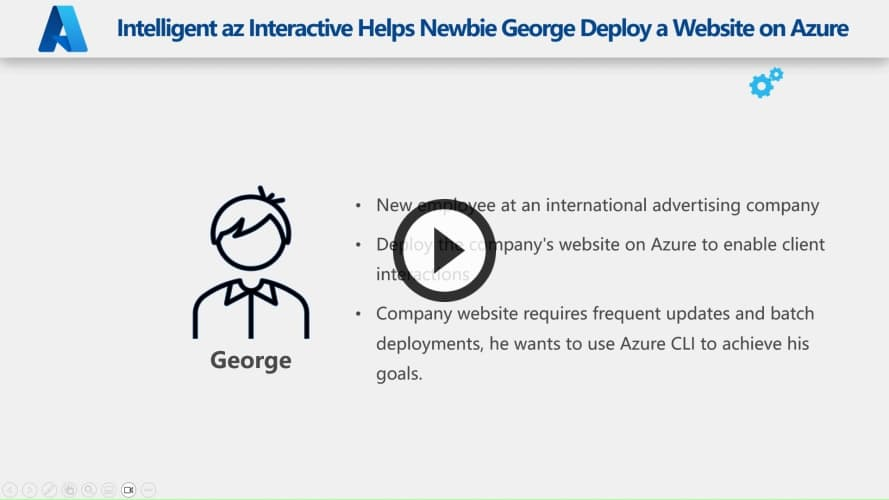 Intelligent az Interactive Helps Newbie George Deploy a Website on Azure
• New employee at an international advertising company
• Deploy the company's website on Azure to enable client
interactions
• Company website requires frequent updates and batch
deployments, he wants to use Azure CLI to achieve his
goals.
George